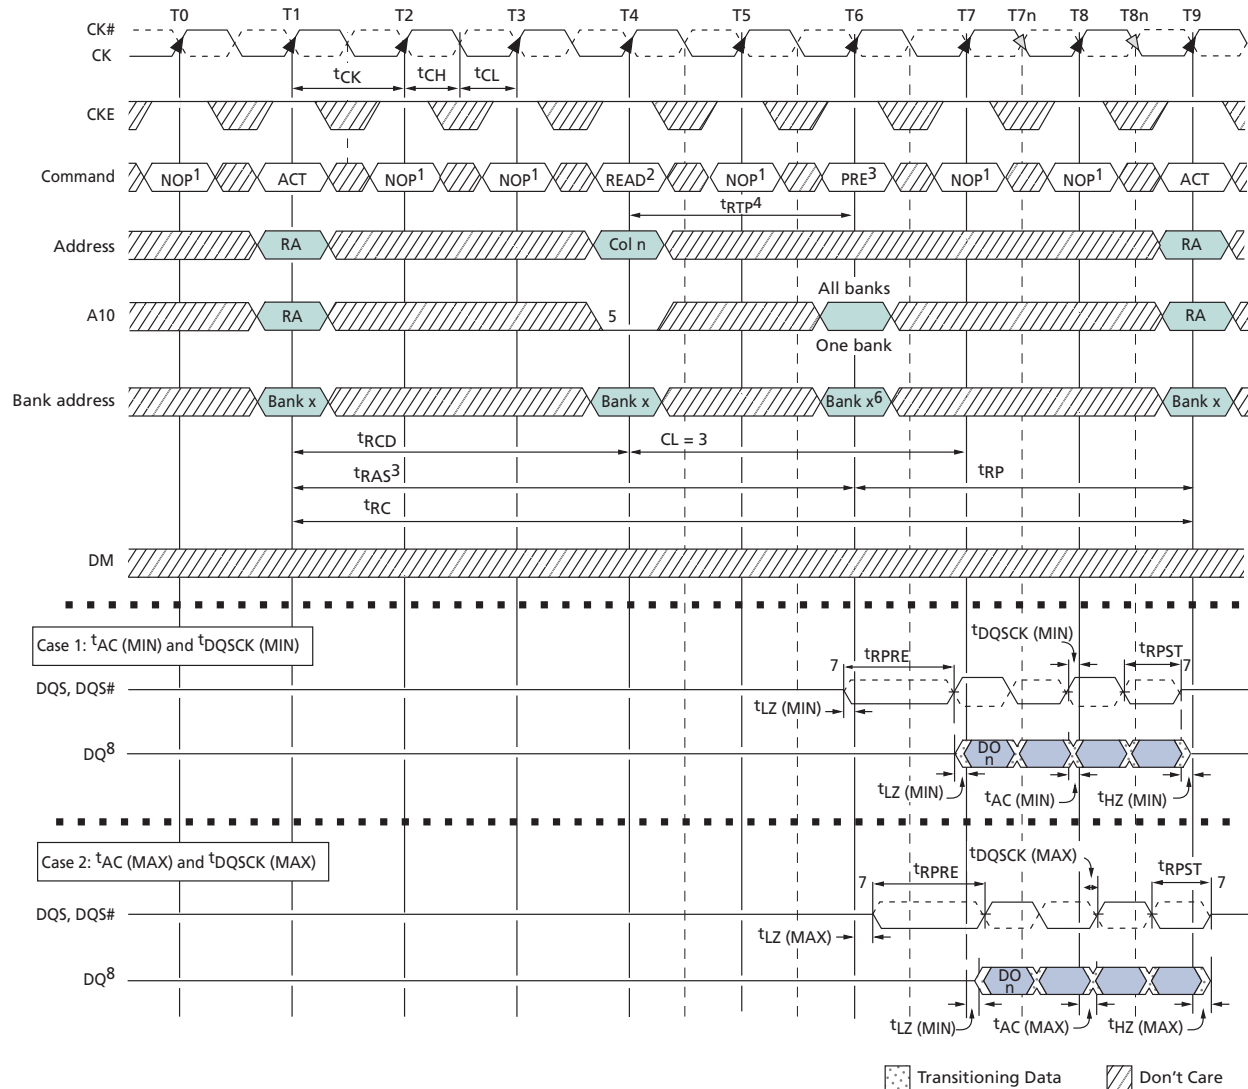 T0 T1 T2 T3 T4 T5 T6 T7 T7n T8 T8n T9
CK#
CK
tCK tCH tCL
CKE
Command NOP1 ACT NOP1 NOP1 READ2 NOP1 PRE3 NOP1 NOP1 ACT
tRTP4
Address RA Col n RA
All banks
A10 RA 5 RA
One bank
Bank address Bank x Bank x Bank x6 Bank x
tRCD CL = 3
tRAS3 tRP
tRC
DM
Case 1: tAC (MIN) and tDQSCK (MIN)
tDQSCK (MIN)
7 tRPRE tRPST 7
DQS, DQS#
tLZ (MIN)
DQ8 DO
n
tLZ (MIN) tAC (MIN) tHZ (MIN)
Case 2: tAC (MAX) and tDQSCK (MAX)
tDQSCK (MAX)
7 tRPRE tRPST 7
DQS, DQS#
tLZ (MAX)
DQ8 DO
n
tLZ (MIN) tAC (MAX) tHZ (MAX)
Transitioning Data Don't Care